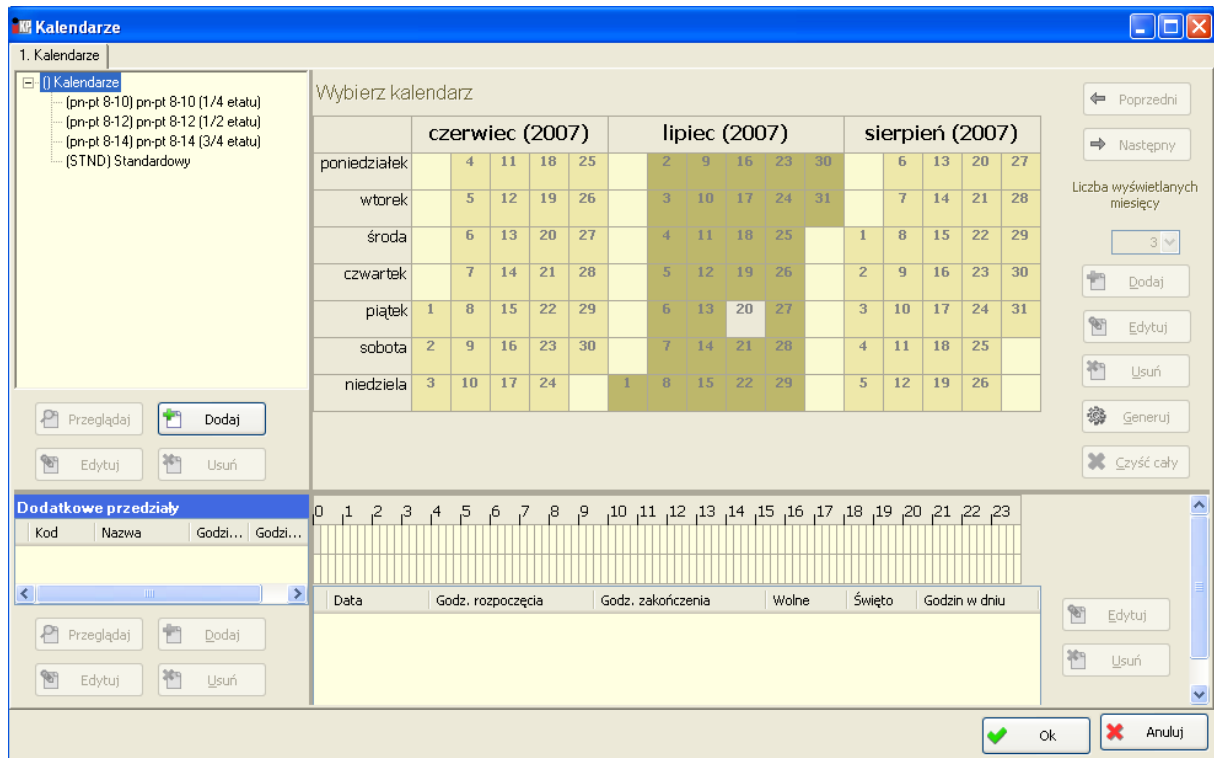 KP Kalendarze
1. Kalendarze
() Kalendarze
(pn-pt 8-10) pn-pt 8-10 (1/4 etatu)
(pn-pt 8-12) pn-pt 8-12 (1/2 etatu)
(pn-pt 8-14) pn-pt 8-14 (3/4 etatu)
(STND) Standardowy
Przeglądaj Dodaj
Edytuj Usuń
Wybierz kalendarz
czerwiec (2007) lipiec (2007) sierpień (2007)
poniedziałek 4 11 18 25 2 9 16 23 30 6 13 20 27
wtorek 5 12 19 26 3 10 17 24 31 7 14 21 28
środa 6 13 20 27 4 11 18 25 1 8 15 22 29
czwartek 7 14 21 28 5 12 19 26 2 9 16 23 30
piątek 1 8 15 22 29 6 13 20 27 3 10 17 24 31
sobota 2 9 16 23 30 7 14 21 28 4 11 18 25
niedziela 3 10 17 24 1 8 15 22 29 5 12 19 26
Poprzedni
Następny
Liczba wyświetlanych
miesięcy
3
Dodaj
Edytuj
Usuń
Generuj
Czyść cały
Dodatkowe przedziały
Kod Nazwa Godzi... Godzi...
Przeglądaj Dodaj
Edytuj Usuń
0 1 2 3 4 5 6 7 8 9 10 11 12 13 14 15 16 17 18 19 20 21 22 23
Data Godz. rozpoczęcia Godz. zakończenia Wolne Święto Godzin w dniu
Edytuj
Usuń
Ok Anuluj